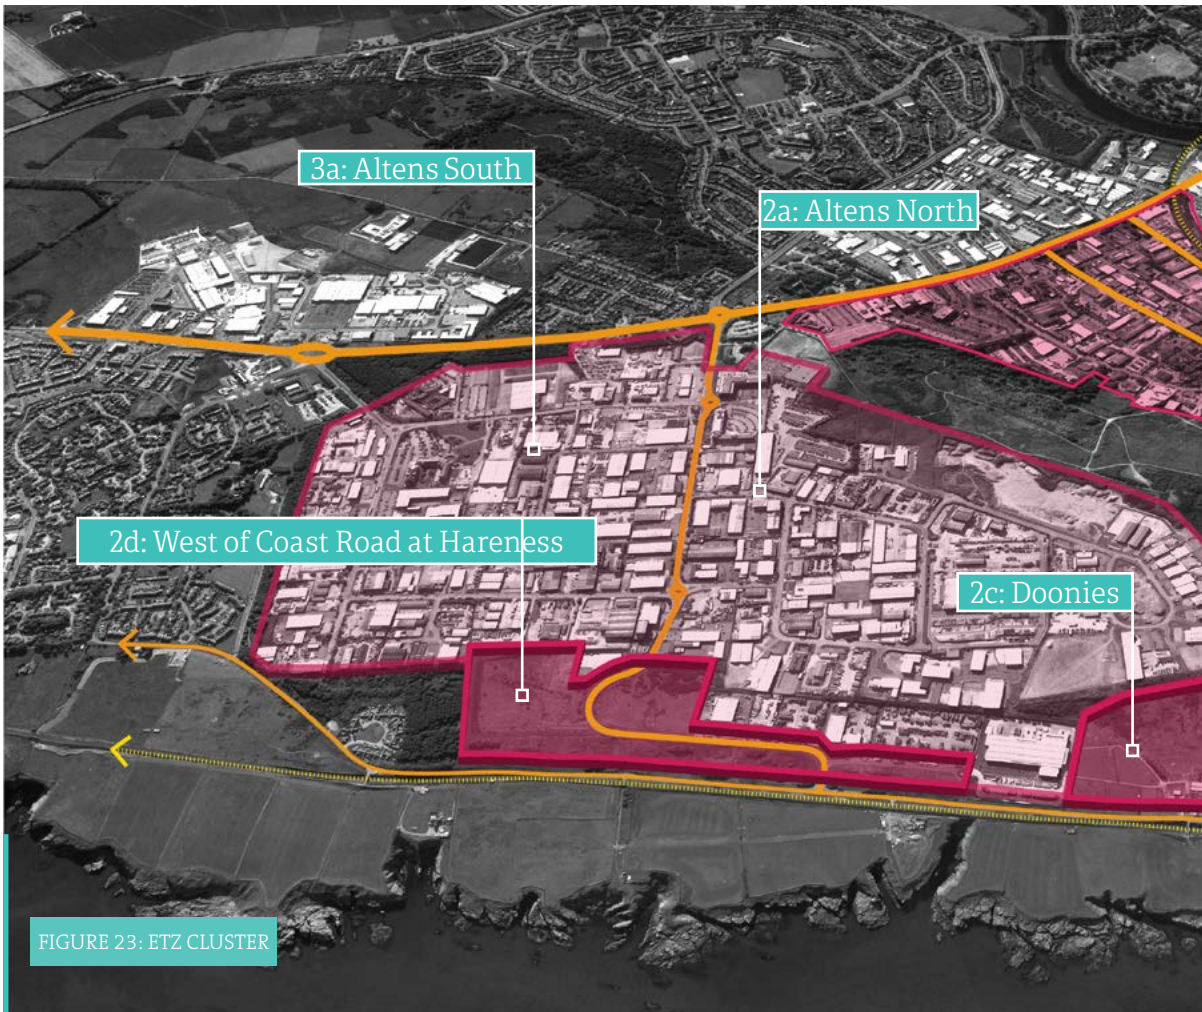 3a: Altens South
2a: Altens North
2d: West of Coast Road at Hareness
2c: Doonies
FIGURE 23: ETZ CLUSTER